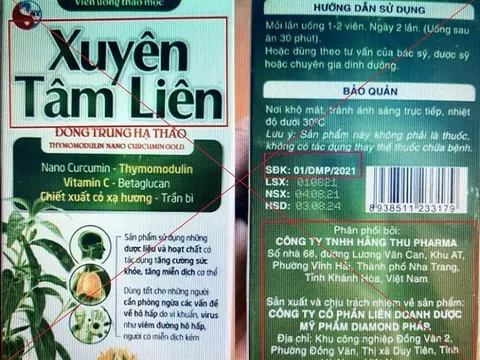 Viên uống thảo mộc
Xuyên
Tâm Liên
ĐÔNG TRÙNG HẠ THẢO
THYMOMODULIN NANO CURCUMIN GOLD
Nano Curcumin - Thymomodulin
Vitamin C - Betaglucan
Chiết xuất cỏ xạ hương - Trần bì
Sản phẩm sử dụng những
dược liệu và hoạt chất có
tác dụng tăng cường sức
khỏe, tăng miễn dịch cơ thể
Dùng tốt cho những người
cần phòng ngừa các vấn đề
về hô hấp do vi khuẩn, virus
như viêm đường hô hấp,
người có miễn dịch kém
HƯỚNG DẪN SỬ DỤNG
Mỗi lần uống 1-2 viên. Ngày 2 lần. (Uống sau
ăn 30 phút).
Hoặc dùng theo tư vấn của bác sỹ, dược sỹ
hoặc chuyên gia dinh dưỡng.
BẢO QUẢN
Nơi khô mát, tránh ánh sáng trực tiếp, nhiệt
độ dưới 30°C
Lưu ý: Sản phẩm này không phải là thuốc,
không có tác dụng thay thế thuốc chữa bệnh.
SĐK: 01/DMP/2021
LSX: 010821
NSX: 04.08.21
HSD: 03.08.24
8 938511 233179
Phân phối bởi:
CÔNG TY TNHH HẰNG THU PHARMA
Số nhà 68, đường Lương Văn Can, Khu AT,
Phường Vĩnh Hải, Thành phố Nha Trang,
Tỉnh Khánh Hòa, Việt Nam
Sản xuất và chịu trách nhiệm về sản phẩm:
CÔNG TY CỔ PHẦN LIÊN DOANH DƯỢC
MỸ PHẨM DIAMOND PHÁP.
Địa chỉ: Khu công nghiệp Đồng Văn 2,
Phường Đồng Văn, Thị xã Duy Tiên, Tỉnh